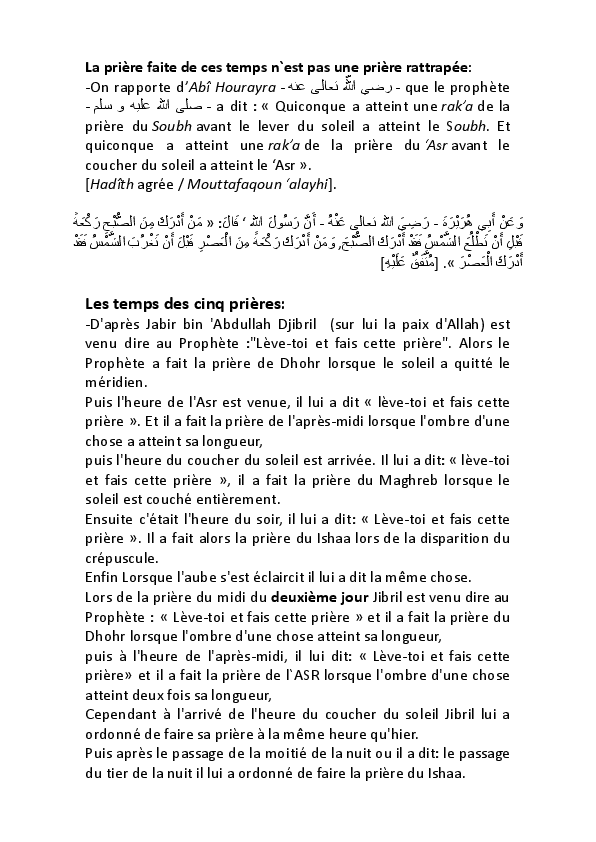 La prière faite de ces temps n`est pas une prière rattrapée:
-On rapporte d’Abî Hourayra - رضي الله تعالى عنه - que le prophète
- صلى الله عليه و سلم - a dit : « Quiconque a atteint une rak’a de la
prière du Soubh avant le lever du soleil a atteint le Soubh. Et
quiconque a atteint une rak’a de la prière du ‘Asr avant le
coucher du soleil a atteint le ‘Asr ».
[Hadîth agrée / Mouttafaqoun ‘alayhi].
وَعَنْ أَبِي هُرَيْرَةَ - رَضِيَ الله تعالى عَنْهُ - أَنَّ رَسُولَ الله ‘ قَالَ: « مَنْ أَدْرَكَ مِنَ الصُّبْحِ رَكْعَةً
قَبْلِ أَنْ تَطْلُعَ الشَّمْسُ فَقَدْ أَدْرَكَ الصُّبْحَ, وَمَنْ أَدْرَكَ رَكْعَةً مِنَ الْعَصْرِ قَبْلَ أَنْ تَغْرُبَ الشَّمْسُ فَقَدْ
أَدْرَكَ الْعَصْرَ ». [مُتَّفَقٌ عَلَيْهِ]
Les temps des cinq prières:
-D'après Jabir bin 'Abdullah Djibril (sur lui la paix d'Allah) est
venu dire au Prophète :"Lève-toi et fais cette prière". Alors le
Prophète a fait la prière de Dhohr lorsque le soleil a quitté le
méridien.
Puis l'heure de l'Asr est venue, il lui a dit « lève-toi et fais cette
prière ». Et il a fait la prière de l'après-midi lorsque l'ombre d'une
chose a atteint sa longueur,
puis l'heure du coucher du soleil est arrivée. Il lui a dit: « lève-toi
et fais cette prière », il a fait la prière du Maghreb lorsque le
soleil est couché entièrement.
Ensuite c'était l'heure du soir, il lui a dit: « Lève-toi et fais cette
prière ». Il a fait alors la prière du Ishaa lors de la disparition du
crépuscule.
Enfin Lorsque l'aube s'est éclaircit il lui a dit la même chose.
Lors de la prière du midi du deuxième jour Jibril est venu dire au
Prophète : « Lève-toi et fais cette prière » et il a fait la prière du
Dhohr lorsque l'ombre d'une chose atteint sa longueur,
puis à l'heure de l'après-midi, il lui dit: « Lève-toi et fais cette
prière» et il a fait la prière de l`ASR lorsque l'ombre d'une chose
atteint deux fois sa longueur,
Cependant à l'arrivé de l'heure du coucher du soleil Jibril lui a
ordonné de faire sa prière à la même heure qu'hier.
Puis après le passage de la moitié de la nuit ou il a dit: le passage
du tier de la nuit il lui a ordonné de faire la prière du Ishaa.